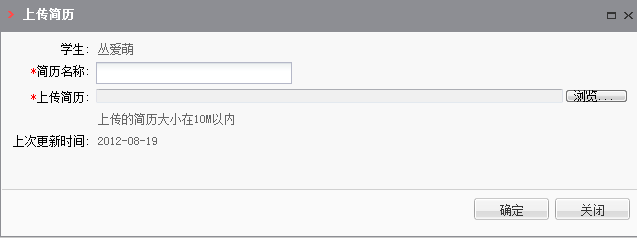 上传简历
学生: 丛爱萌
*简历名称:
*上传简历: 浏览...
上传的简历大小在10M以内
上次更新时间: 2012-08-19
确定 关闭